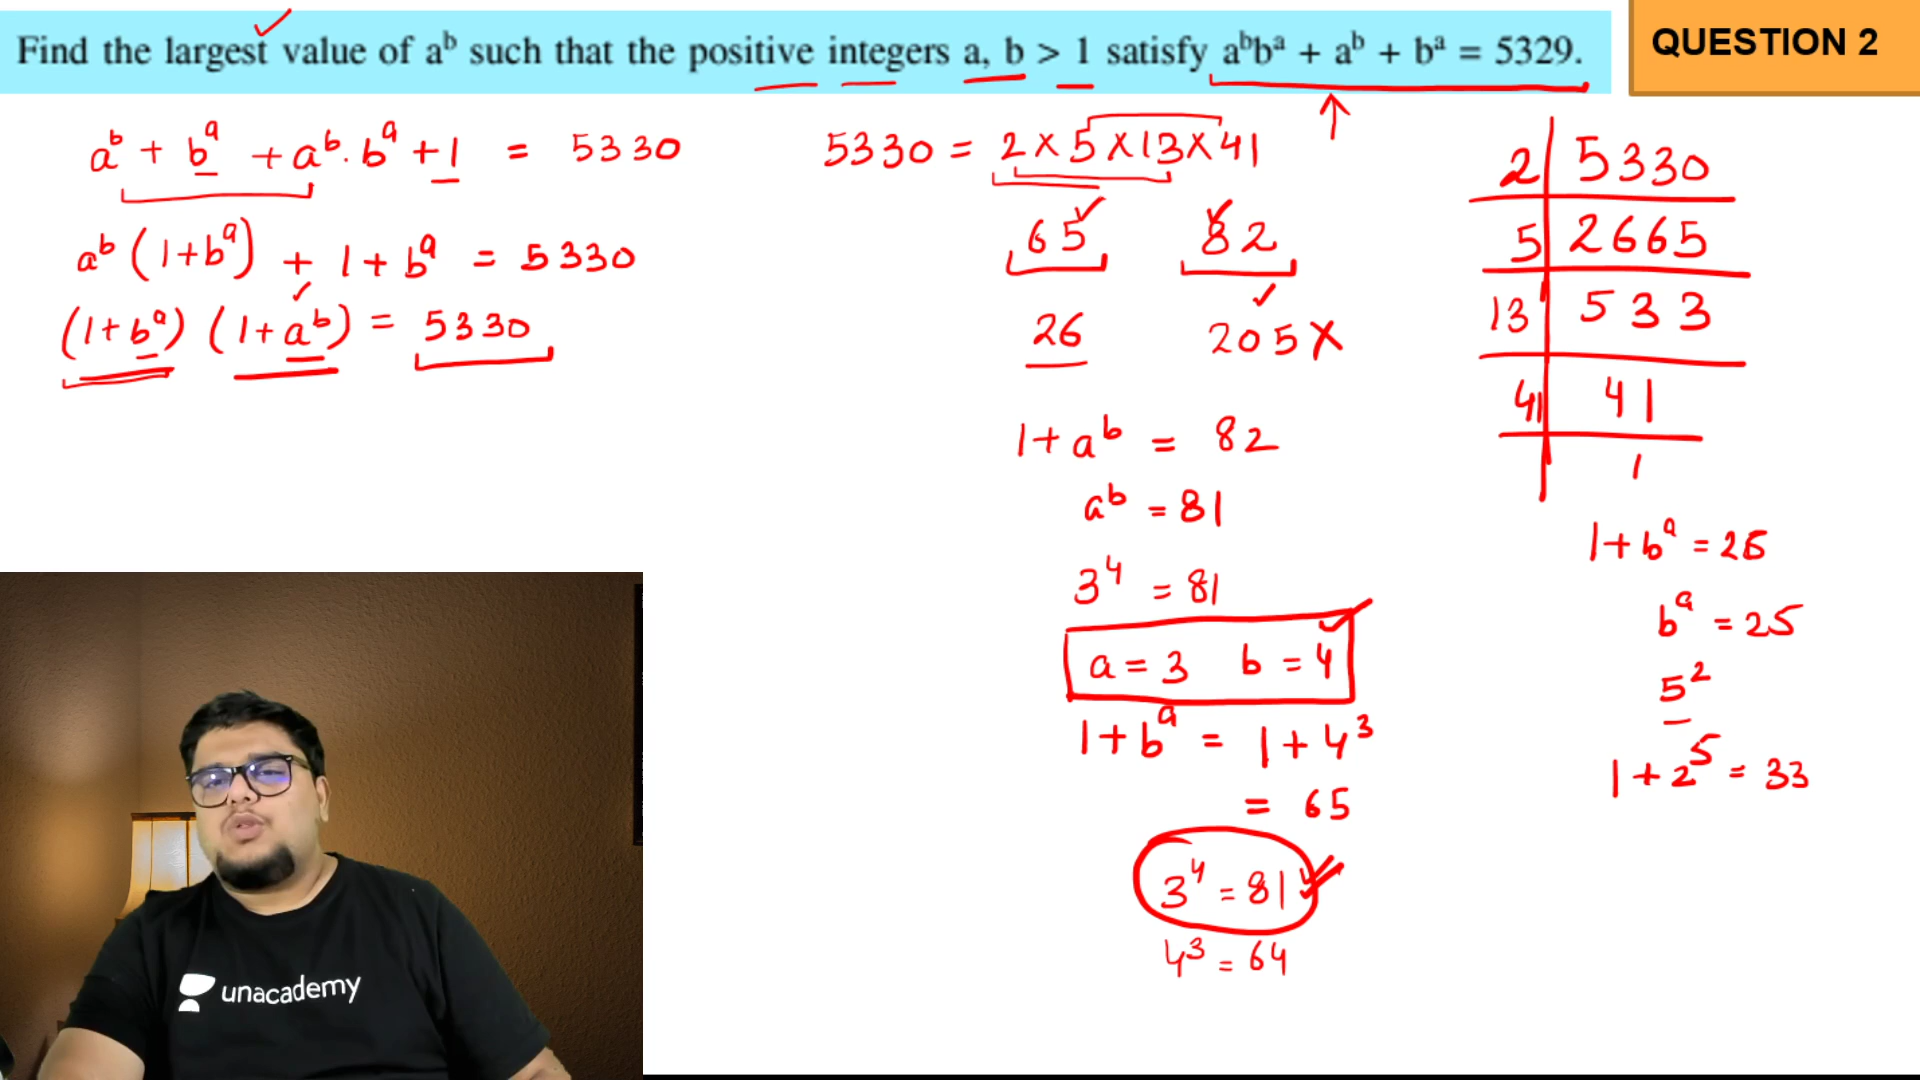 Find the largest value of aᵇ such that the positive integers a, b > 1 satisfy aᵇbᵃ + aᵇ + bᵃ = 5329.
QUESTION 2
aᵇ + bᵃ + aᵇ . bᵃ + 1 = 5330
aᵇ (1+bᵃ) + 1 + bᵃ = 5330
(1+bᵃ) (1+aᵇ) = 5330
5330 = 2 × 5 × 13 × 41
65 82
26 205 ×
1 + aᵇ = 82
aᵇ = 81
3⁴ = 81
a = 3 b = 4
1 + bᵃ = 1 + 4³
= 65
3⁴ = 81
4³ = 64
2 5330
5 2665
13 533
41 41
1
1 + bᵃ = 26
bᵃ = 25
5²
1 + 2⁵ = 33
unacademy